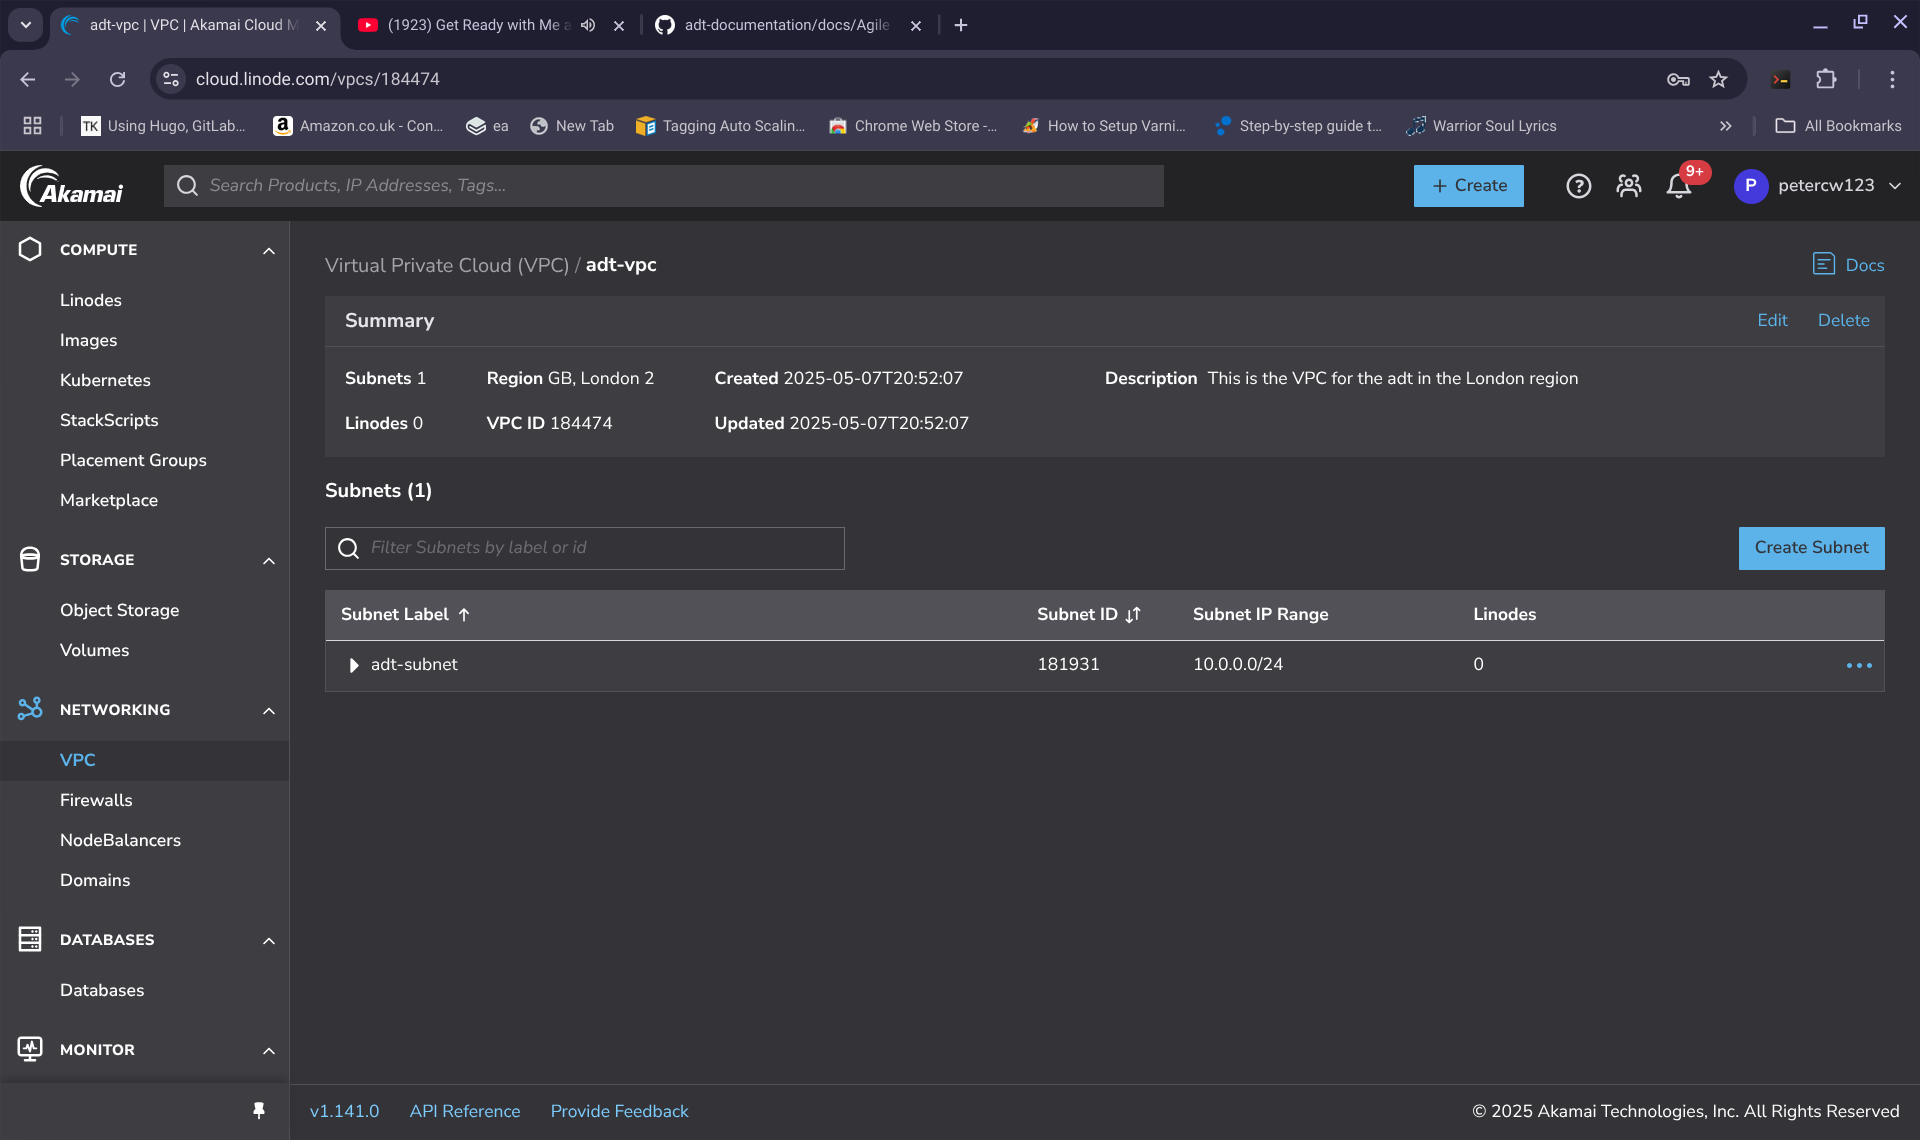 adt-vpc | VPC | Akamai Cloud M
(1923) Get Ready with Me a
adt-documentation/docs/Agile
cloud.linode.com/vpcs/184474
TK Using Hugo, GitLab...
a Amazon.co.uk - Con...
ea
New Tab
Tagging Auto Scalin...
Chrome Web Store -...
How to Setup Varni...
Step-by-step guide t...
Warrior Soul Lyrics
All Bookmarks
Akamai
Search Products, IP Addresses, Tags...
+ Create
9+
P
petercw123
COMPUTE
Linodes
Images
Kubernetes
StackScripts
Placement Groups
Marketplace
STORAGE
Object Storage
Volumes
NETWORKING
VPC
Firewalls
NodeBalancers
Domains
DATABASES
Databases
MONITOR
Virtual Private Cloud (VPC) / adt-vpc
Docs
Summary
Edit
Delete
Subnets 1
Region GB, London 2
Created 2025-05-07T20:52:07
Description This is the VPC for the adt in the London region
Linodes 0
VPC ID 184474
Updated 2025-05-07T20:52:07
Subnets (1)
Filter Subnets by label or id
Create Subnet
Subnet Label
Subnet ID
Subnet IP Range
Linodes
adt-subnet
181931
10.0.0.0/24
0
v1.141.0
API Reference
Provide Feedback
© 2025 Akamai Technologies, Inc. All Rights Reserved